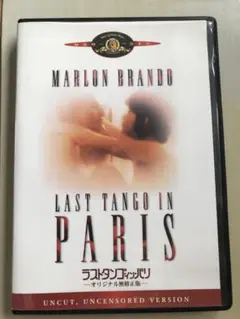 MARLON BRANDO
LAST TANGO IN
PARIS
ラストタンゴ・イン・パリ
―オリジナル無修正版―
UNCUT, UNCENSORED VERSION